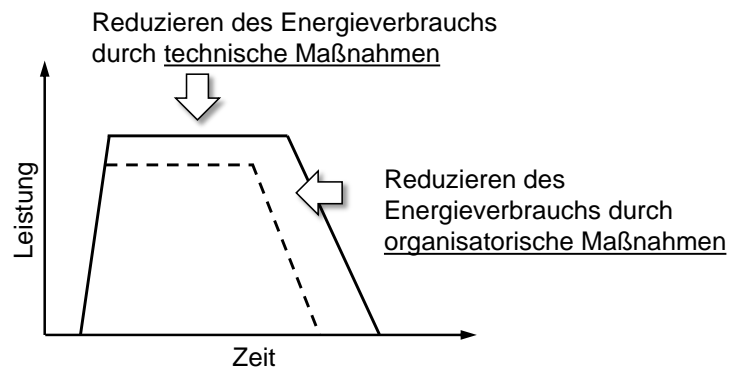 Reduzieren des Energieverbrauchs
durch technische Maßnahmen
Leistung
Reduzieren des
Energieverbrauchs durch
organisatorische Maßnahmen
Zeit